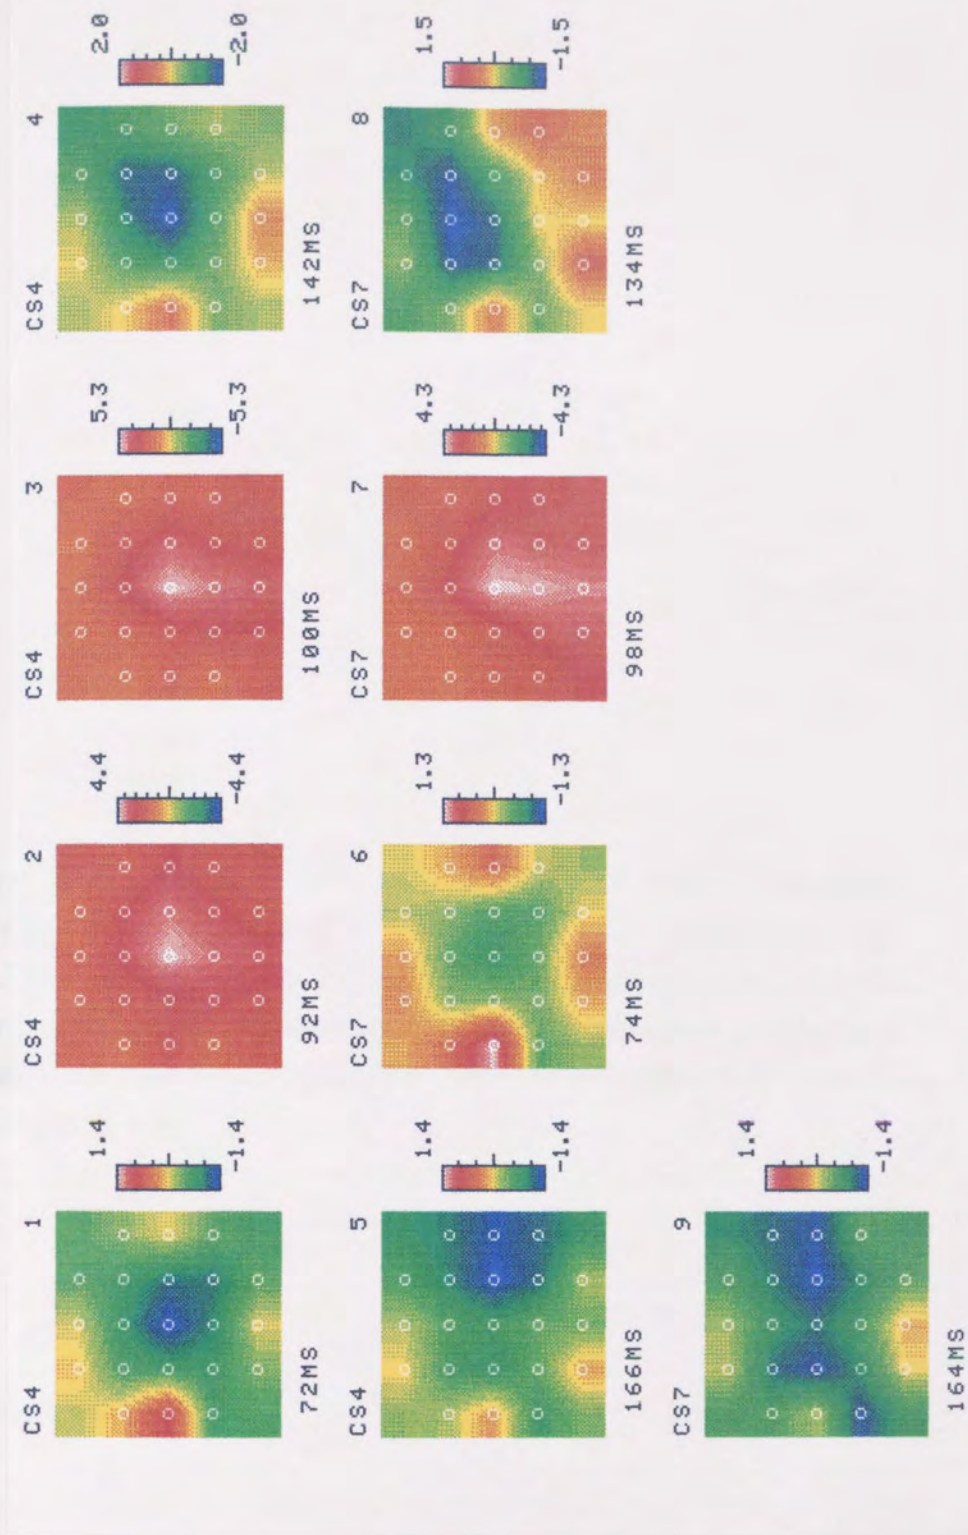 CS4 1
1.4
-1.4
72MS
CS4 2
4.4
-4.4
92MS
CS4 3
5.3
-5.3
100MS
CS4 4
2.0
-2.0
142MS
CS4 5
1.4
-1.4
166MS
CS7 6
1.3
-1.3
74MS
CS7 7
4.3
-4.3
98MS
CS7 8
1.5
-1.5
134MS
CS7 9
1.4
-1.4
164MS